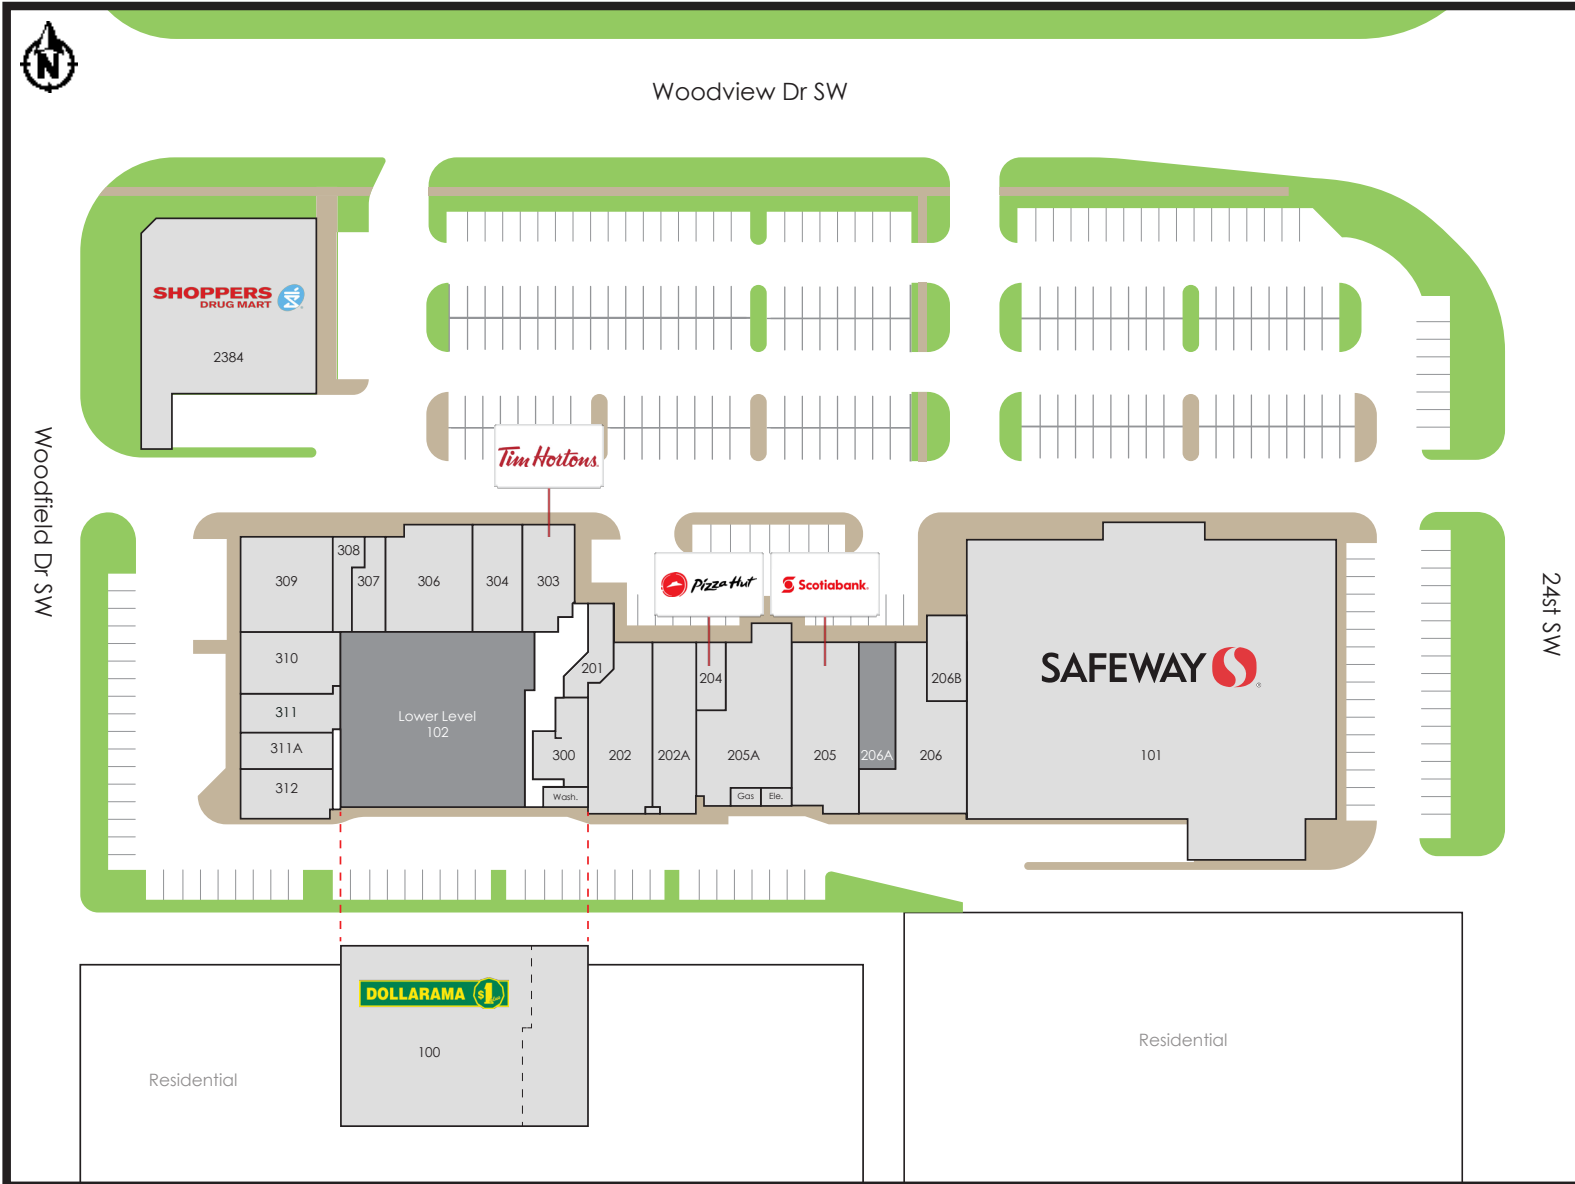 N
Woodview Dr SW
SHOPPERS
DRUG MART
2384
Woodfield Dr SW
Tim Hortons.
24st SW
308
309
307
306
304
303
Pizza Hut
Scotiabank.
310
201
204
206B
SAFEWAY
311
Lower Level
102
311A
300
202
202A
205A
205
206A
206
101
312
Wash.
Gas
Ele.
DOLLARAMA $1
100
Residential
Residential